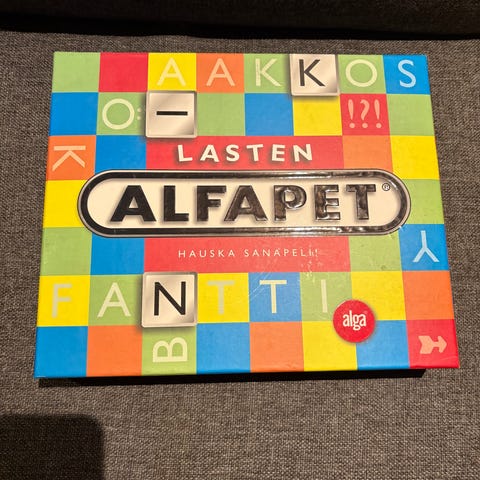 AAKKOS
Ö I !?!
K LASTEN
ALFAPET®
HAUSKA SANAPELI!
Y
FANTTI
alga
B